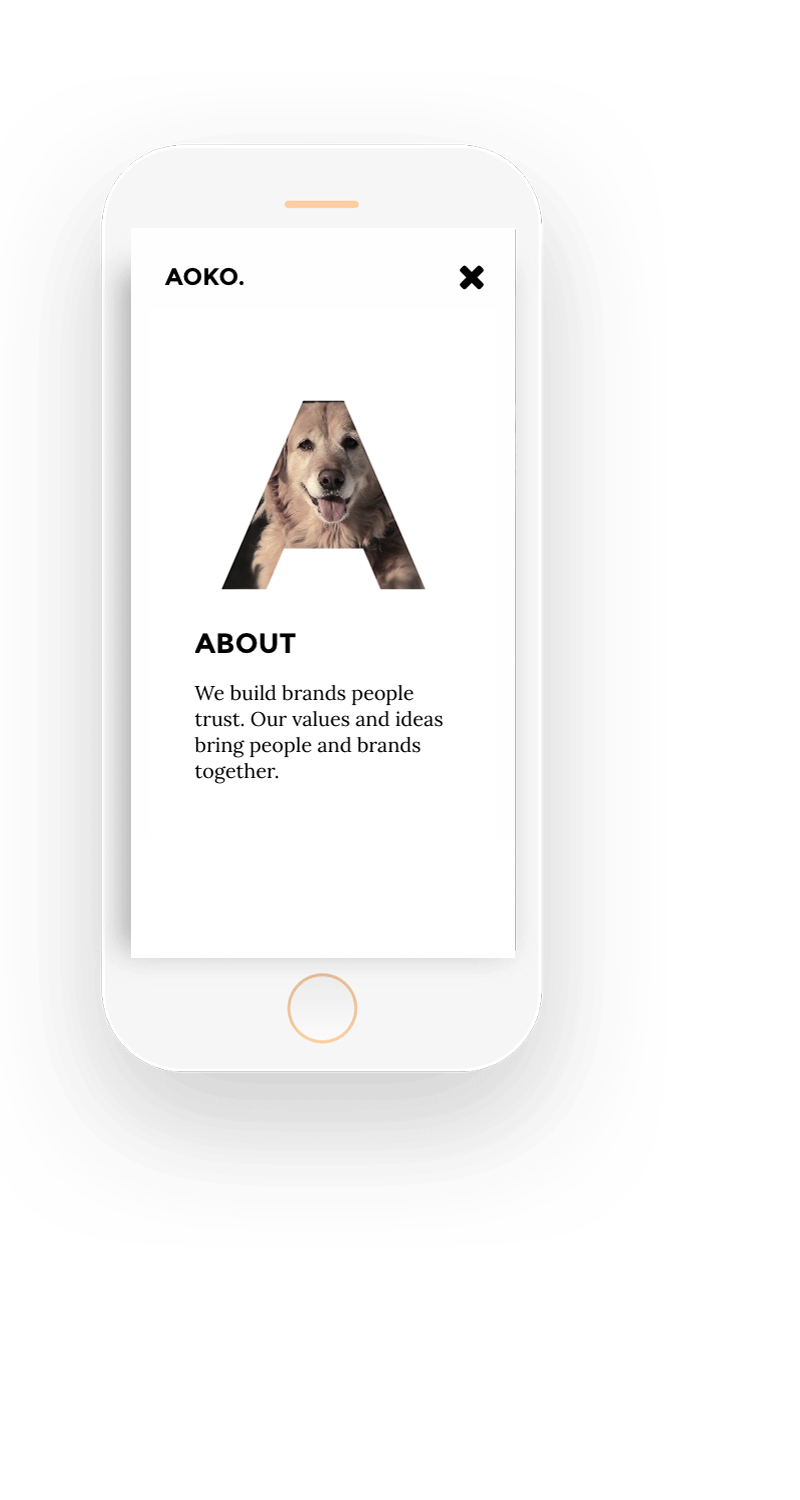 AOKO.
A
ABOUT
We build brands people
trust. Our values and ideas
bring people and brands
together.